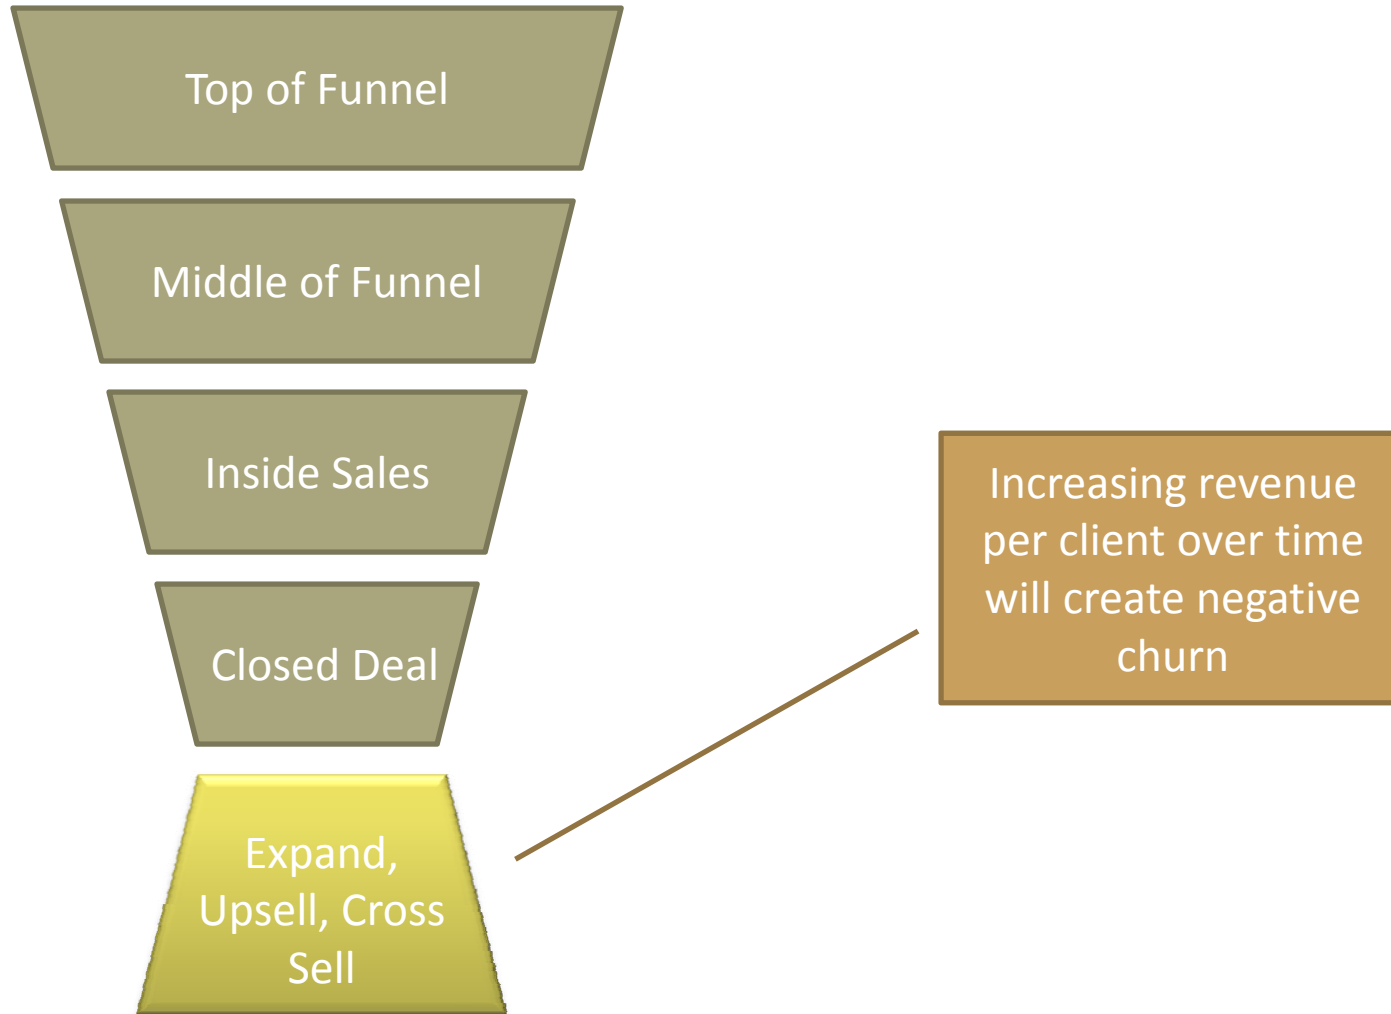 Top of Funnel
Middle of Funnel
Inside Sales
Closed Deal
Expand,
Upsell, Cross
Sell
Increasing revenue
per client over time
will create negative
churn